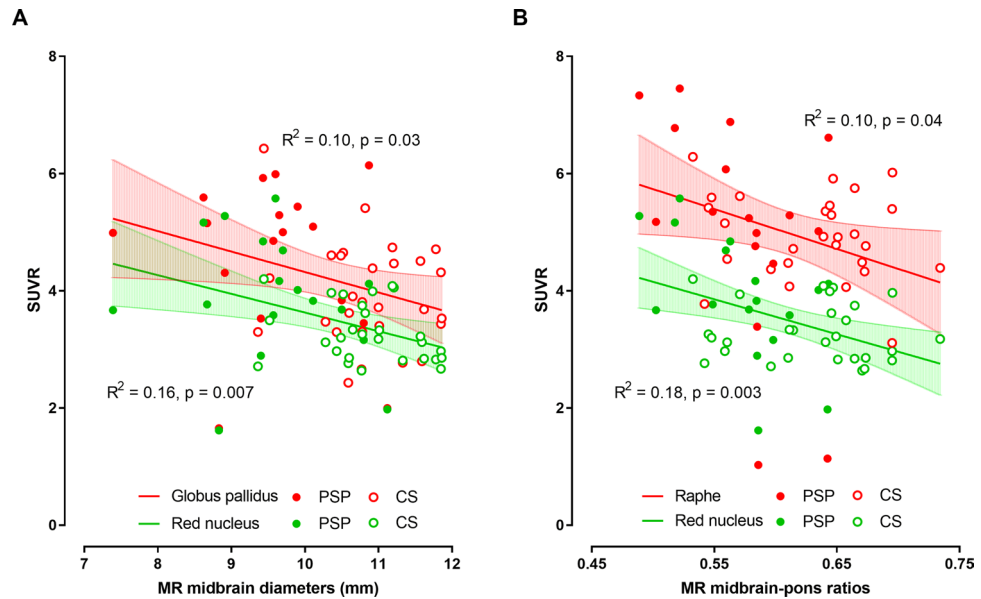 A
SUVR
8
6
4
2
0
R² = 0.10, p = 0.03
R² = 0.16, p = 0.007
Globus pallidus PSP CS
Red nucleus PSP CS
7 8 9 10 11 12
MR midbrain diameters (mm)
B
SUVR
8
6
4
2
0
R² = 0.10, p = 0.04
R² = 0.18, p = 0.003
Raphe PSP CS
Red nucleus PSP CS
0.45 0.55 0.65 0.75
MR midbrain-pons ratios